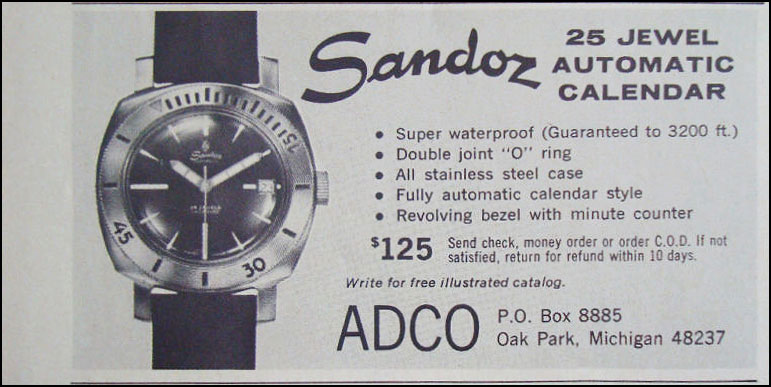 Sandoz
25 JEWEL
AUTOMATIC
CALENDAR
• Super waterproof (Guaranteed to 3200 ft.)
• Double joint "O" ring
• All stainless steel case
• Fully automatic calendar style
• Revolving bezel with minute counter
$125 Send check, money order or order C.O.D. If not
satisfied, return for refund within 10 days.
Write for free illustrated catalog.
ADCO
P.O. Box 8885
Oak Park, Michigan 48237
15
Sandoz
45
30